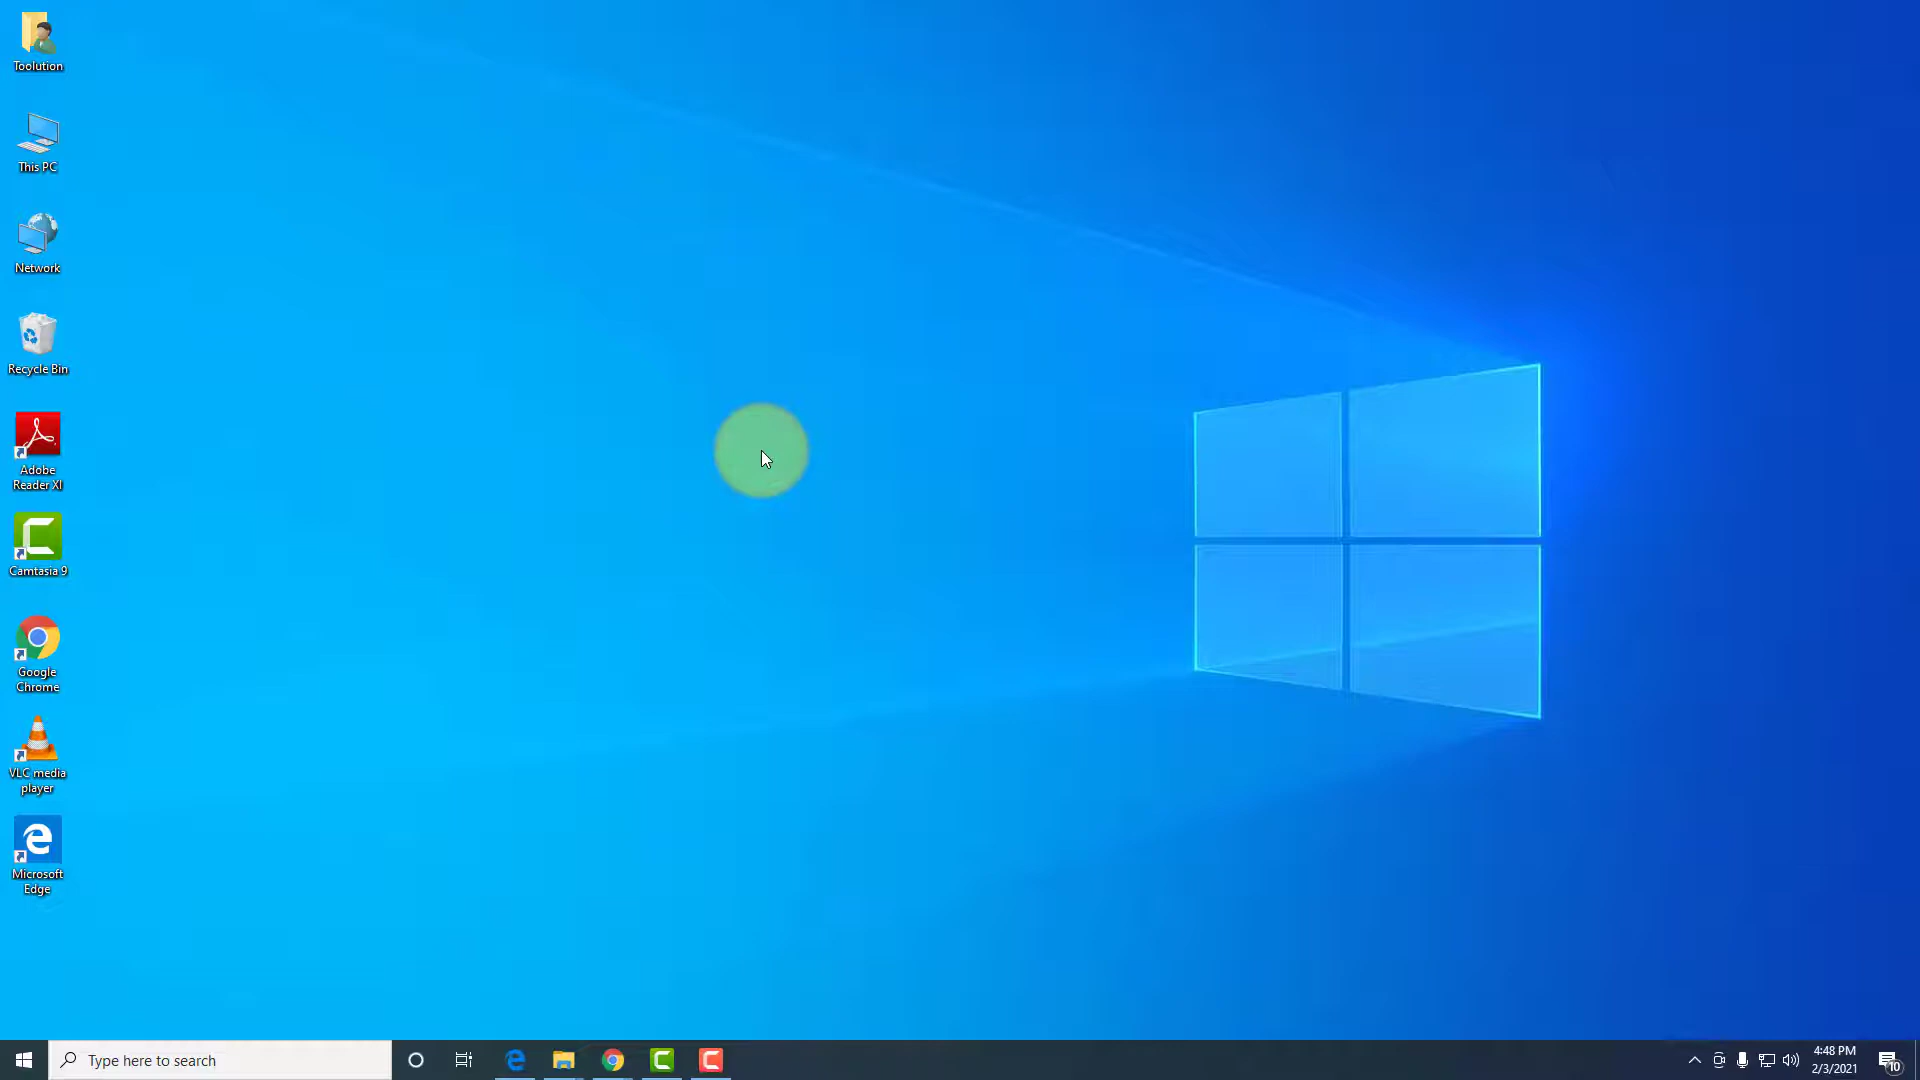 Toolution
This PC
Network
Recycle Bin
Adobe
Reader XI
Camtasia 9
Google
Chrome
VLC media
player
Microsoft
Edge
Type here to search
4:48 PM
2/3/2021
10